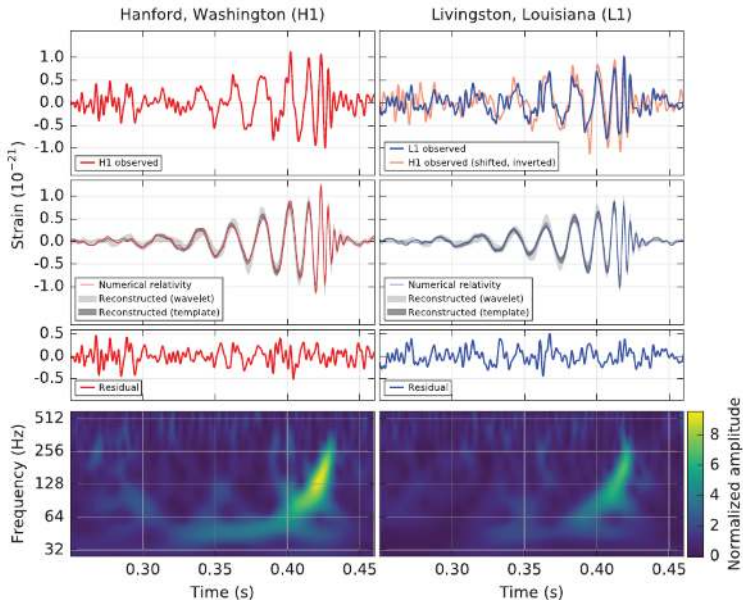 Hanford, Washington (H1)
Livingston, Louisiana (L1)
1.0
0.5
0.0
-0.5
-1.0
H1 observed
L1 observed
H1 observed (shifted, inverted)
Strain (10⁻²¹)
1.0
0.5
0.0
-0.5
-1.0
Numerical relativity
Reconstructed (wavelet)
Reconstructed (template)
Numerical relativity
Reconstructed (wavelet)
Reconstructed (template)
0.5
0.0
-0.5
Residual
Residual
Frequency (Hz)
512
256
128
64
32
8
6
4
2
0
Normalized amplitude
0.30 0.35 0.40 0.45
0.30 0.35 0.40 0.45
Time (s)
Time (s)